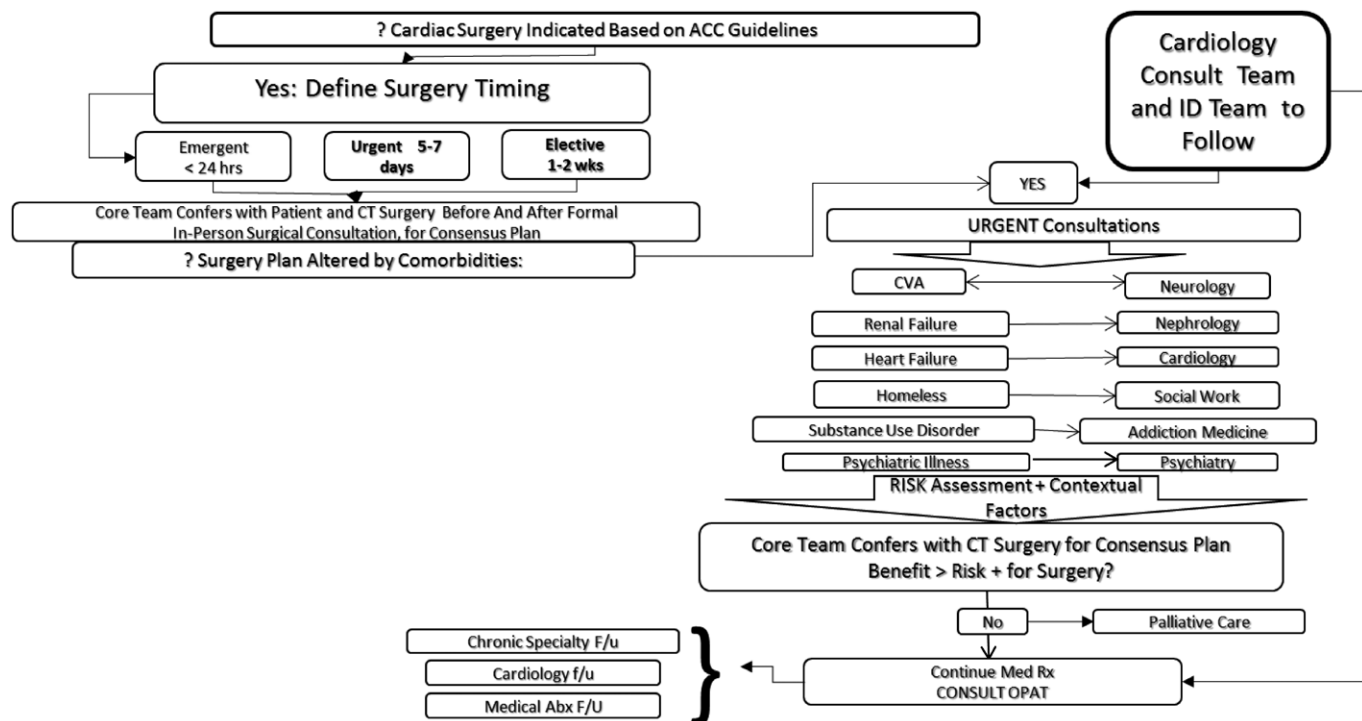 ? Cardiac Surgery Indicated Based on ACC Guidelines
Yes: Define Surgery Timing
Emergent
< 24 hrs
Urgent 5-7
days
Elective
1-2 wks
Core Team Confers with Patient and CT Surgery Before And After Formal
In-Person Surgical Consultation, for Consensus Plan
? Surgery Plan Altered by Comorbidities:
Cardiology
Consult Team
and ID Team to
Follow
YES
URGENT Consultations
CVA
Neurology
Renal Failure
Nephrology
Heart Failure
Cardiology
Homeless
Social Work
Substance Use Disorder
Addiction Medicine
Psychiatric Illness
Psychiatry
RISK Assessment + Contextual
Factors
Core Team Confers with CT Surgery for Consensus Plan
Benefit > Risk + for Surgery?
No
Palliative Care
Continue Med Rx
CONSULT OPAT
Chronic Specialty F/u
Cardiology f/u
Medical Abx F/U